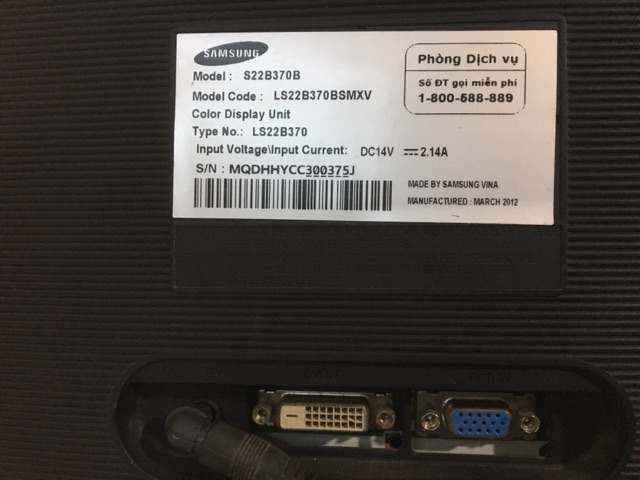 SAMSUNG
Model : S22B370B
Model Code : LS22B370BSMXV
Color Display Unit
Type No.: LS22B370
Input Voltage\Input Current: DC14V ⎓ 2.14A
S/N : MQDHHYCC300375J
Phòng Dịch vụ
Số ĐT gọi miễn phí
1-800-588-889
MADE BY SAMSUNG VINA
MANUFACTURED : MARCH 2012